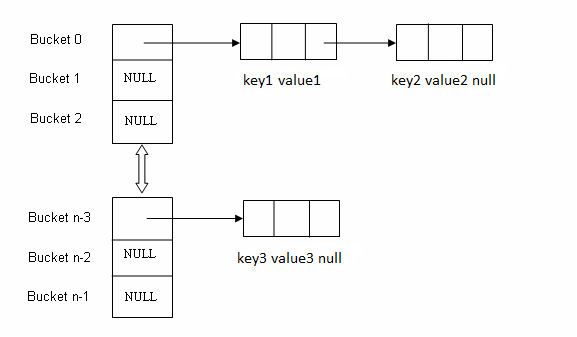 Bucket 0
Bucket 1 NULL
key1 value1 key2 value2 null
Bucket 2 NULL
Bucket n-3
Bucket n-2 NULL
key3 value3 null
Bucket n-1 NULL